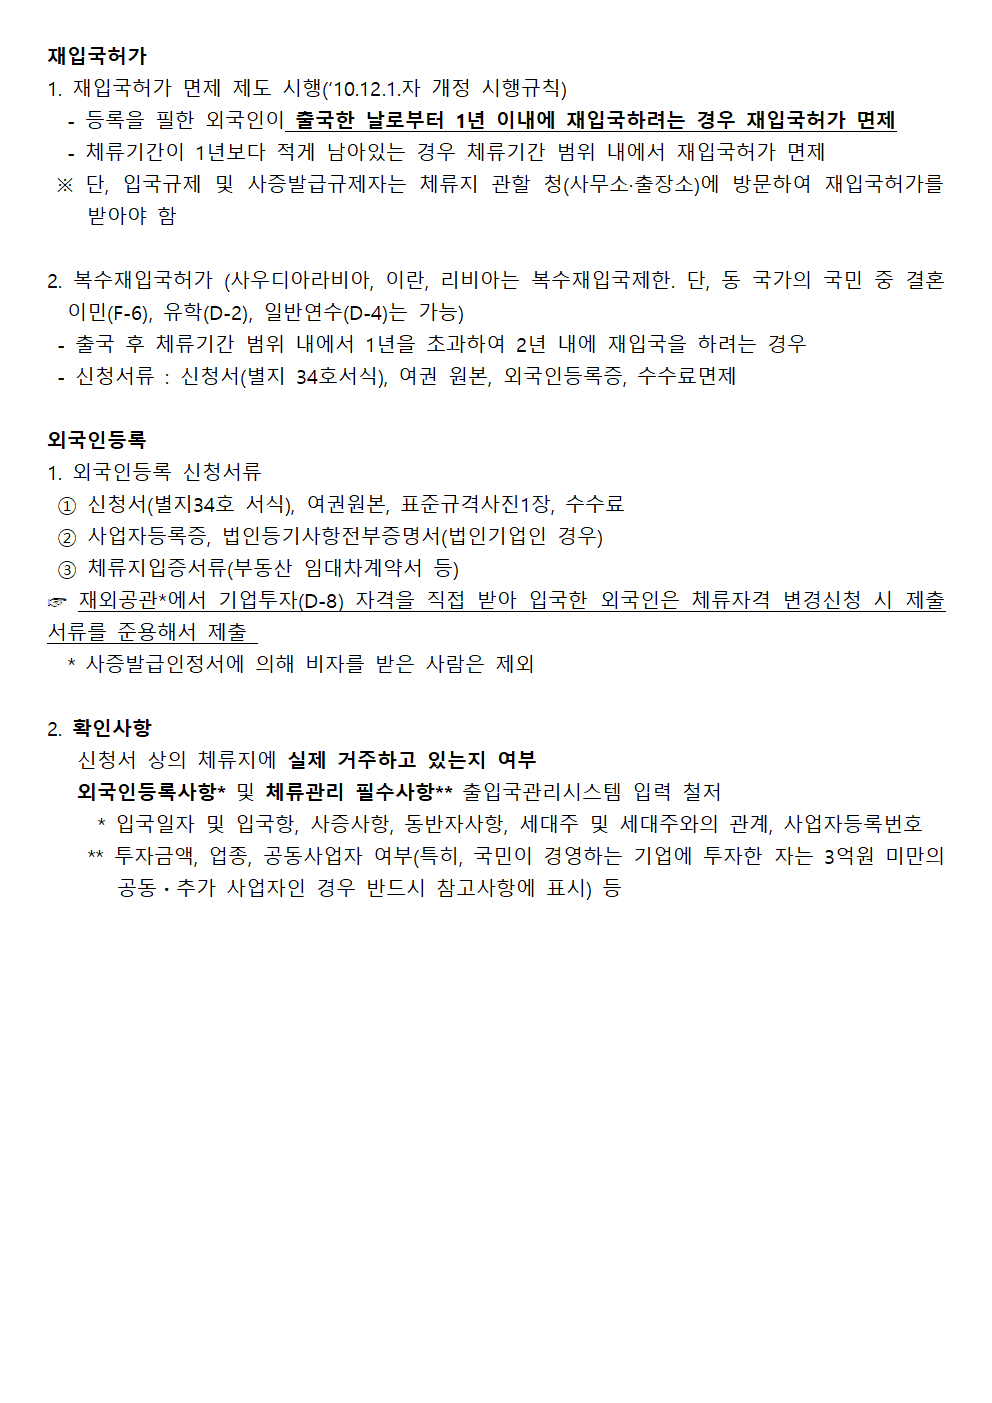 재입국허가
1. 재입국허가 면제 제도 시행('10.12.1.자 개정 시행규칙)
- 등록을 필한 외국인이 출국한 날로부터 1년 이내에 재입국하려는 경우 재입국허가 면제
- 체류기간이 1년보다 적게 남아있는 경우 체류기간 범위 내에서 재입국허가 면제
※ 단, 입국규제 및 사증발급규제자는 체류지 관할 청(사무소·출장소)에 방문하여 재입국허가를
받아야 함
2. 복수재입국허가 (사우디아라비아, 이란, 리비아는 복수재입국제한. 단, 동 국가의 국민 중 결혼
이민(F-6), 유학(D-2), 일반연수(D-4)는 가능)
- 출국 후 체류기간 범위 내에서 1년을 초과하여 2년 내에 재입국을 하려는 경우
- 신청서류 : 신청서(별지 34호서식), 여권 원본, 외국인등록증, 수수료면제
외국인등록
1. 외국인등록 신청서류
① 신청서(별지34호 서식), 여권원본, 표준규격사진1장, 수수료
② 사업자등록증, 법인등기사항전부증명서(법인기업인 경우)
③ 체류지입증서류(부동산 임대차계약서 등)
☞ 재외공관*에서 기업투자(D-8) 자격을 직접 받아 입국한 외국인은 체류자격 변경신청 시 제출
서류를 준용해서 제출
* 사증발급인정서에 의해 비자를 받은 사람은 제외
2. 확인사항
신청서 상의 체류지에 실제 거주하고 있는지 여부
외국인등록사항* 및 체류관리 필수사항** 출입국관리시스템 입력 철저
* 입국일자 및 입국항, 사증사항, 동반자사항, 세대주 및 세대주와의 관계, 사업자등록번호
** 투자금액, 업종, 공동사업자 여부(특히, 국민이 경영하는 기업에 투자한 자는 3억원 미만의
공동·추가 사업자인 경우 반드시 참고사항에 표시) 등